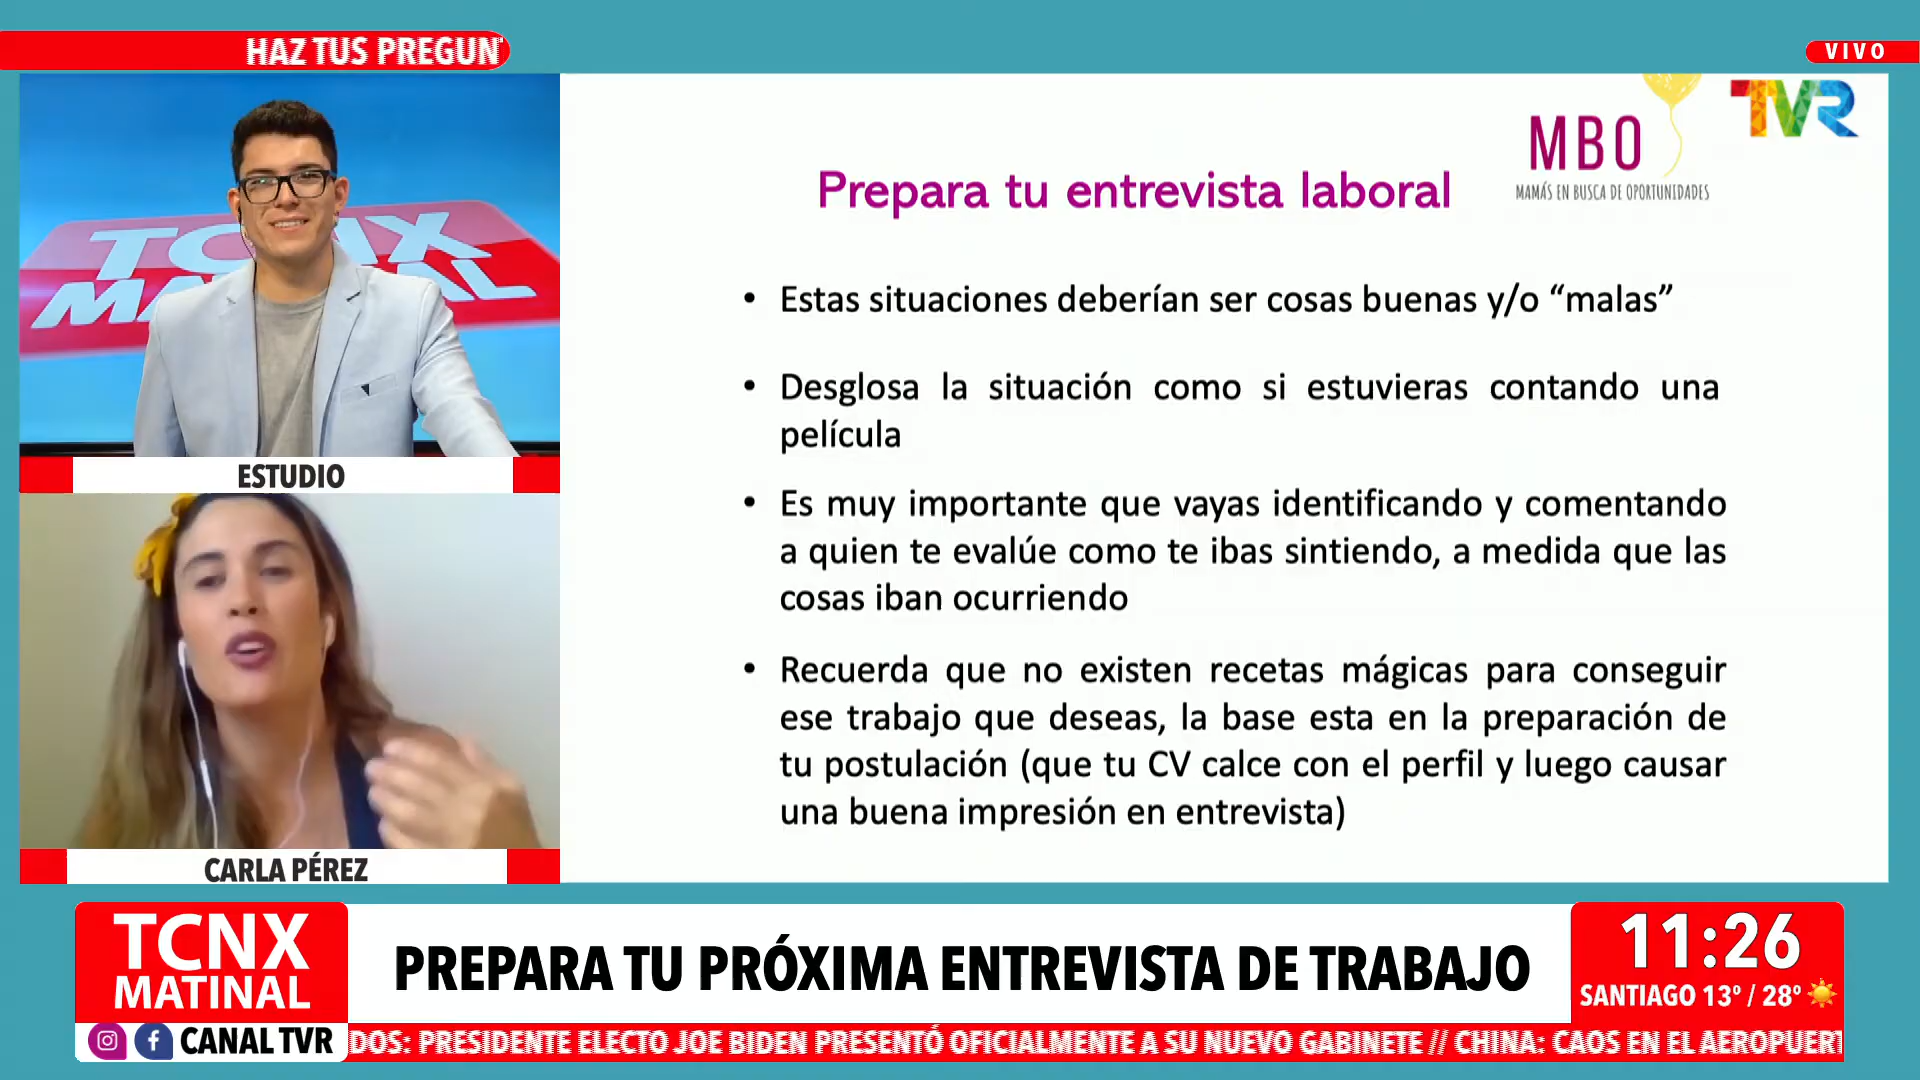 HAZ TUS PREGUN
VIVO
TCNX
MATINAL
MBO
MAMÁS EN BUSCA DE OPORTUNIDADES
TVR
Prepara tu entrevista laboral
• Estas situaciones deberían ser cosas buenas y/o “malas”
• Desglosa la situación como si estuvieras contando una
película
• Es muy importante que vayas identificando y comentando
a quien te evalúe como te ibas sintiendo, a medida que las
cosas iban ocurriendo
• Recuerda que no existen recetas mágicas para conseguir
ese trabajo que deseas, la base esta en la preparación de
tu postulación (que tu CV calce con el perfil y luego causar
una buena impresión en entrevista)
ESTUDIO
CARLA PÉREZ
TCNX
MATINAL
PREPARA TU PRÓXIMA ENTREVISTA DE TRABAJO
11:26
SANTIAGO 13º / 28º
CANAL TVR
DOS: PRESIDENTE ELECTO JOE BIDEN PRESENTÓ OFICIALMENTE A SU NUEVO GABINETE // CHINA: CAOS EN EL AEROPUERT